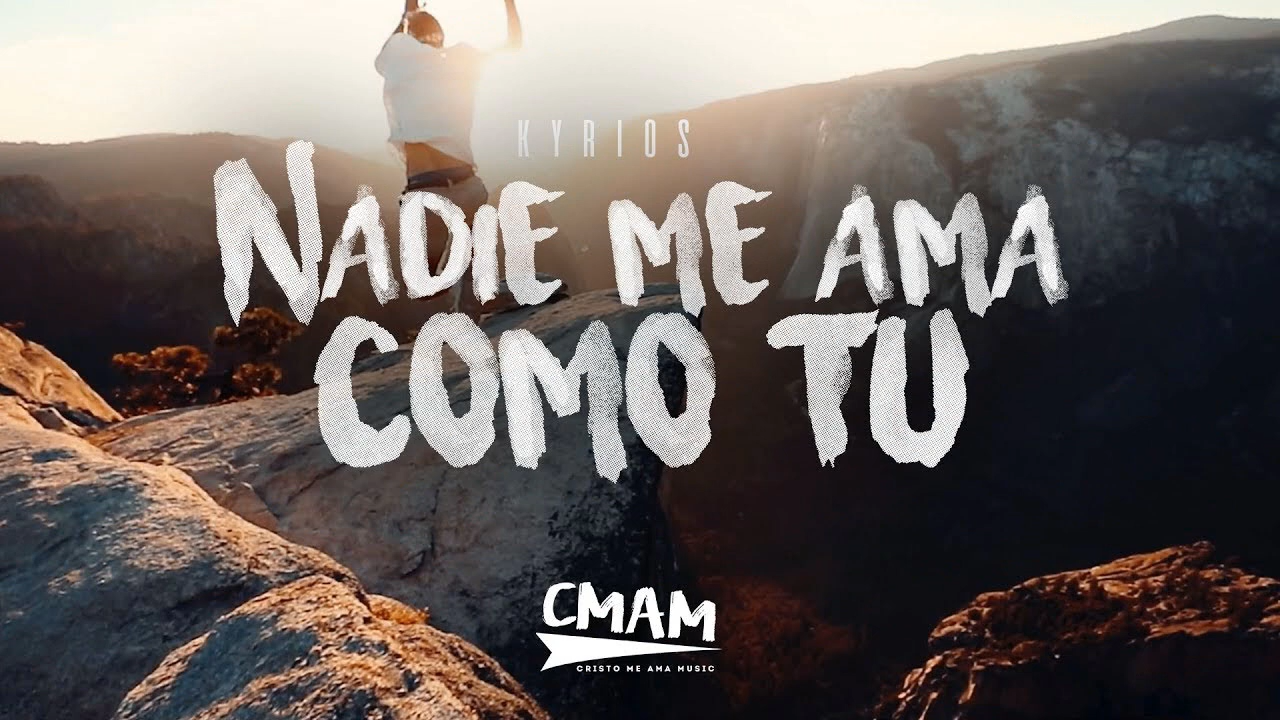 KYRIOS
NADIE ME AMA
COMO TU
CMAM
CRISTO ME AMA MUSIC